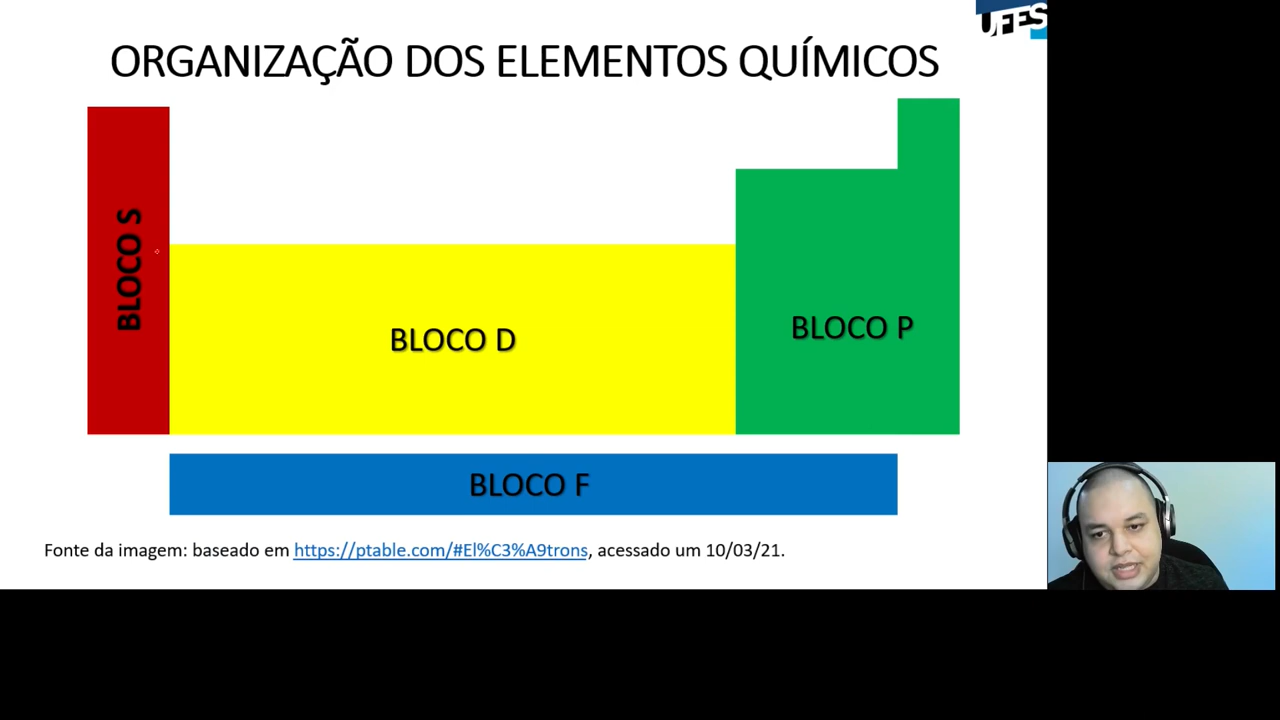 UFES
ORGANIZAÇÃO DOS ELEMENTOS QUÍMICOS
BLOCO S
BLOCO D
BLOCO P
BLOCO F
Fonte da imagem: baseado em https://ptable.com/#El%C3%A9trons, acessado um 10/03/21.